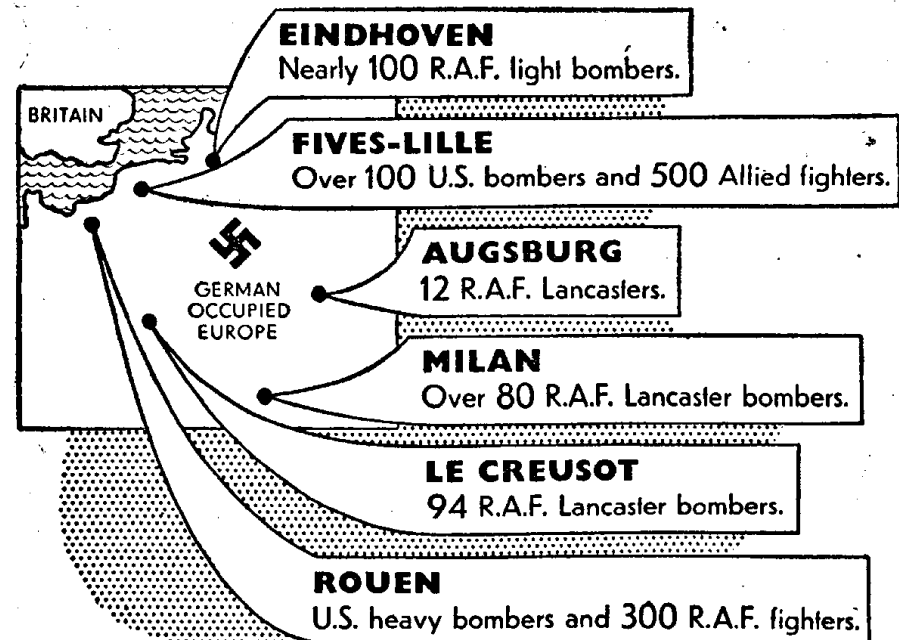 EINDHOVEN
Nearly 100 R.A.F. light bombers.
BRITAIN
FIVES-LILLE
Over 100 U.S. bombers and 500 Allied fighters.
AUGSBURG
12 R.A.F. Lancasters.
GERMAN
OCCUPIED
EUROPE
MILAN
Over 80 R.A.F. Lancaster bombers.
LE CREUSOT
94 R.A.F. Lancaster bombers.
ROUEN
U.S. heavy bombers and 300 R.A.F. fighters.